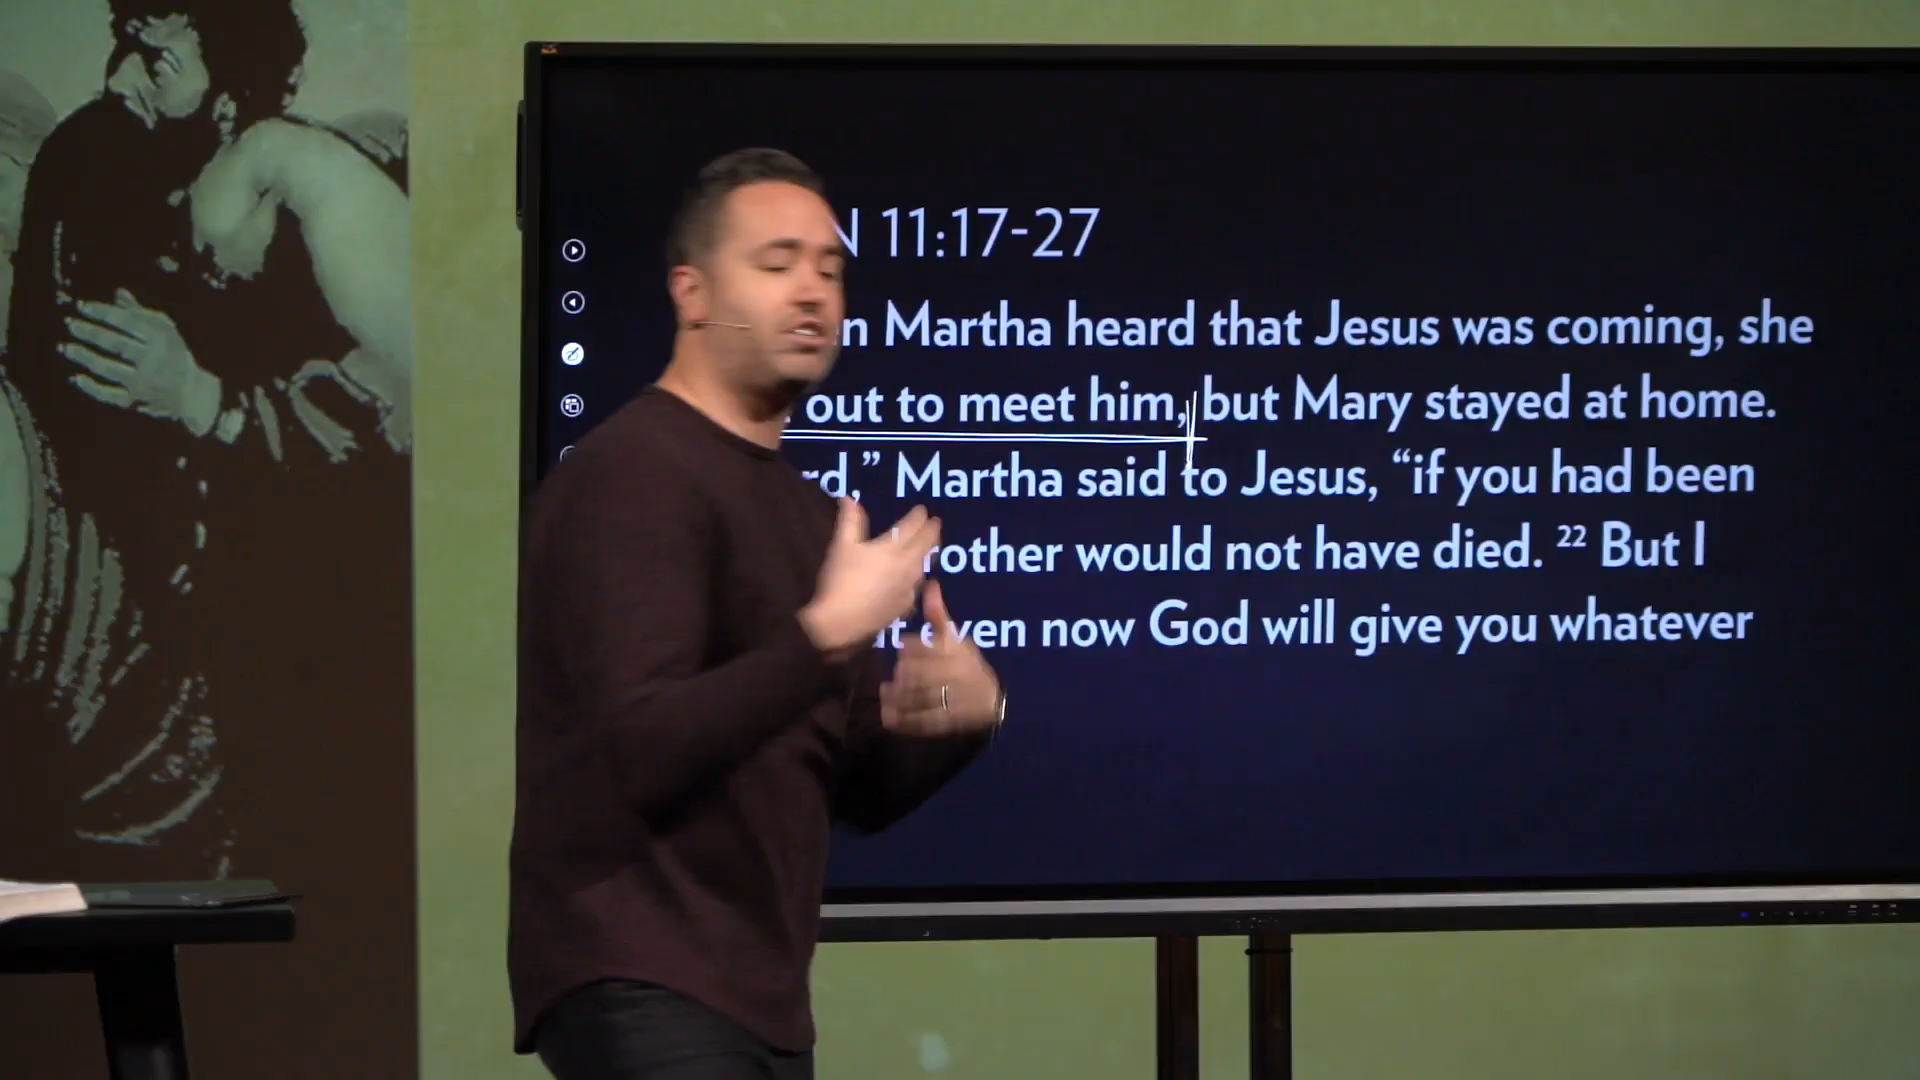 11:17-27
Martha heard that Jesus was coming, she
out to meet him, but Mary stayed at home.
Martha said to Jesus, “if you had been
would not have died. 22 But I
even now God will give you whatever